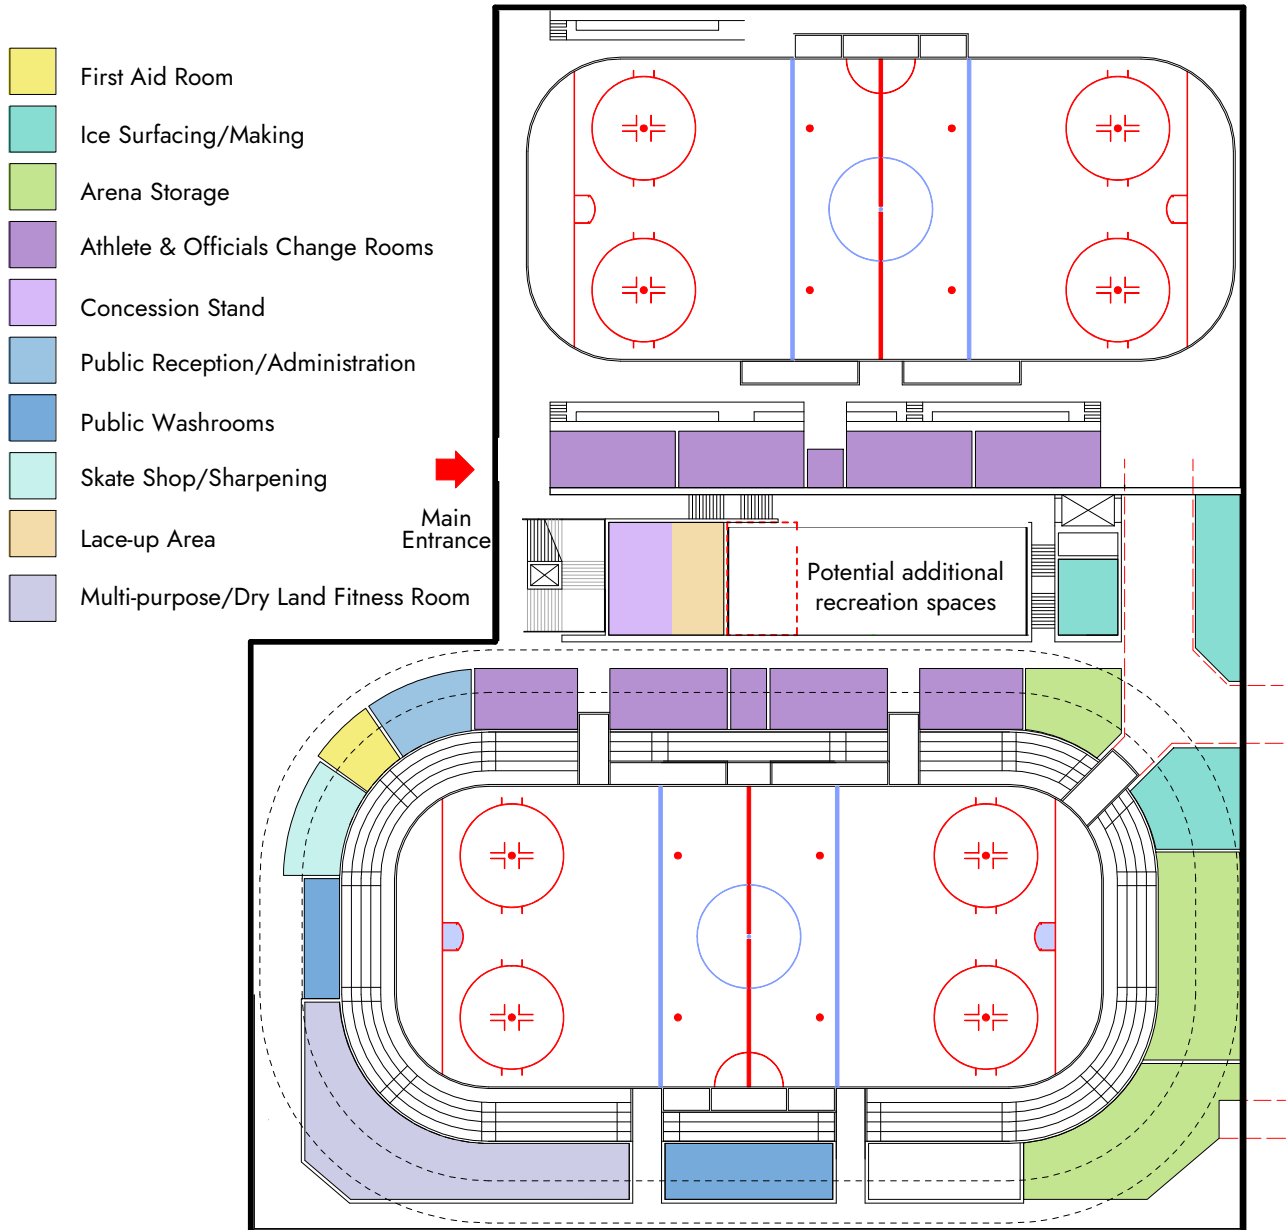 First Aid Room
Ice Surfacing/Making
Arena Storage
Athlete & Officials Change Rooms
Concession Stand
Public Reception/Administration
Public Washrooms
Skate Shop/Sharpening
Lace-up Area
Multi-purpose/Dry Land Fitness Room
Main
Entrance
Potential additional
recreation spaces